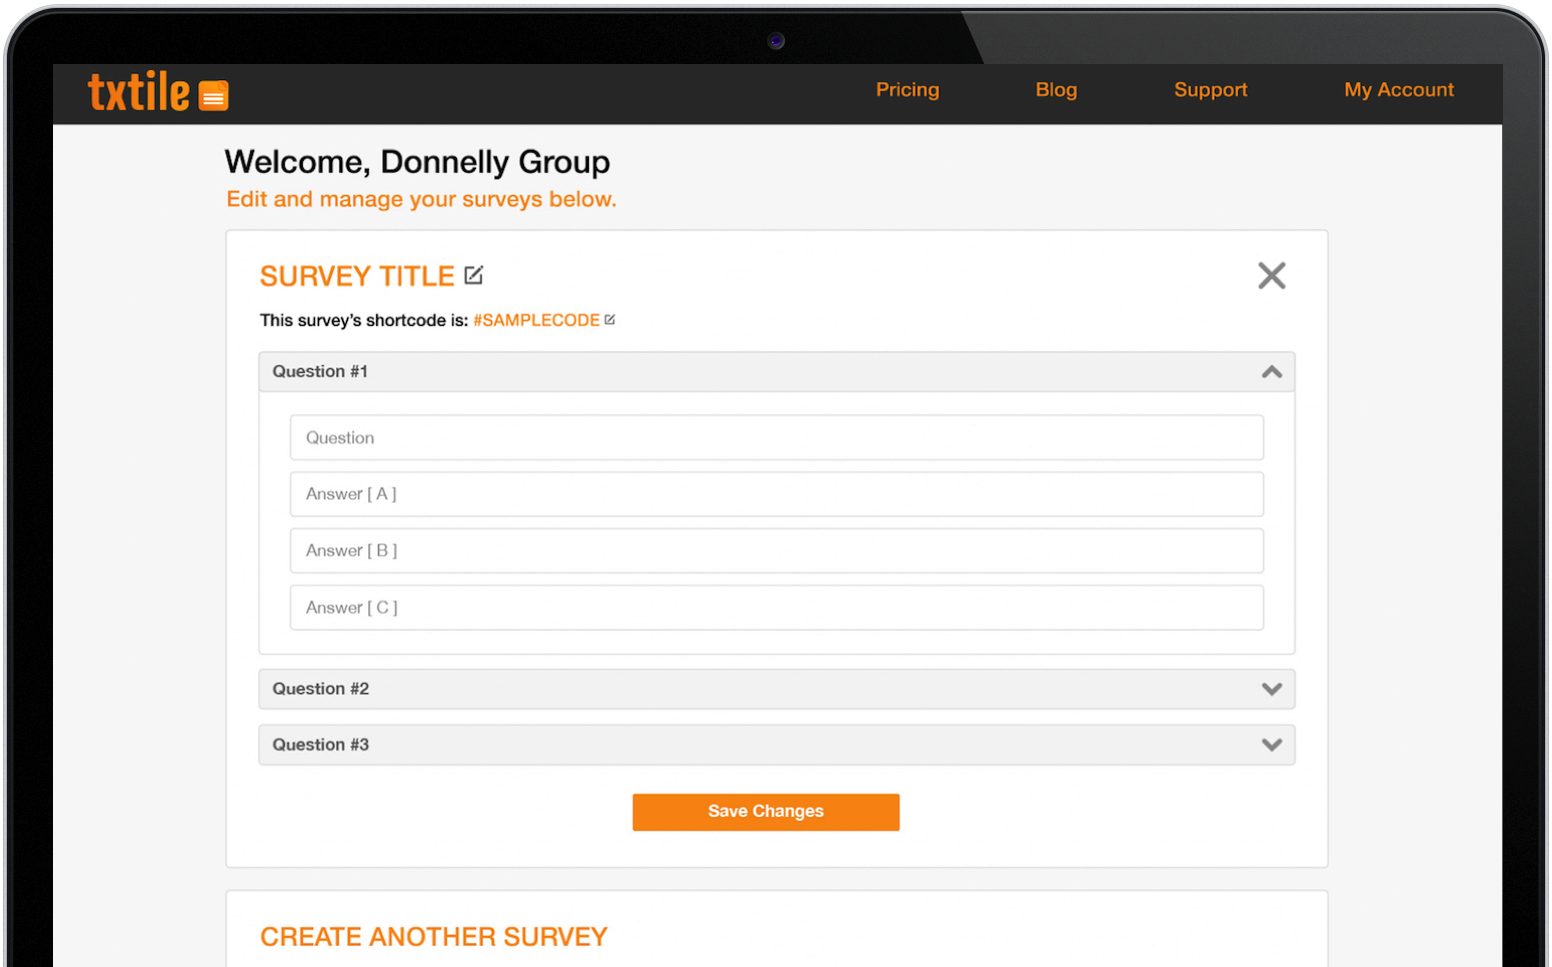 txtile
Pricing Blog Support My Account
Welcome, Donnelly Group
Edit and manage your surveys below.
SURVEY TITLE
This survey's shortcode is: #SAMPLECODE
Question #1
Question
Answer [ A ]
Answer [ B ]
Answer [ C ]
Question #2
Question #3
Save Changes
CREATE ANOTHER SURVEY